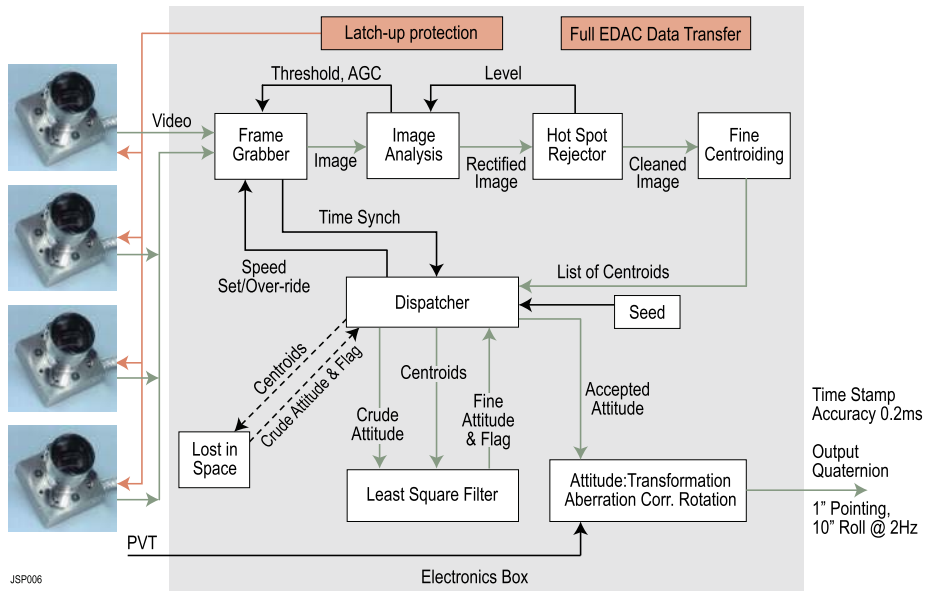 Latch-up protection
Full EDAC Data Transfer
Threshold, AGC
Level
Video
Frame
Grabber
Image
Image
Analysis
Rectified
Image
Hot Spot
Rejector
Cleaned
Image
Fine
Centroiding
Time Synch
Speed
Set/Over-ride
List of Centroids
Dispatcher
Seed
Centroids
Crude Attitude & Flag
Centroids
Crude
Attitude
Fine
Attitude
& Flag
Accepted
Attitude
Time Stamp
Accuracy 0.2ms
Lost in
Space
Least Square Filter
Attitude:Transformation
Aberration Corr. Rotation
Output
Quaternion
1” Pointing,
10” Roll @ 2Hz
PVT
JSP006
Electronics Box